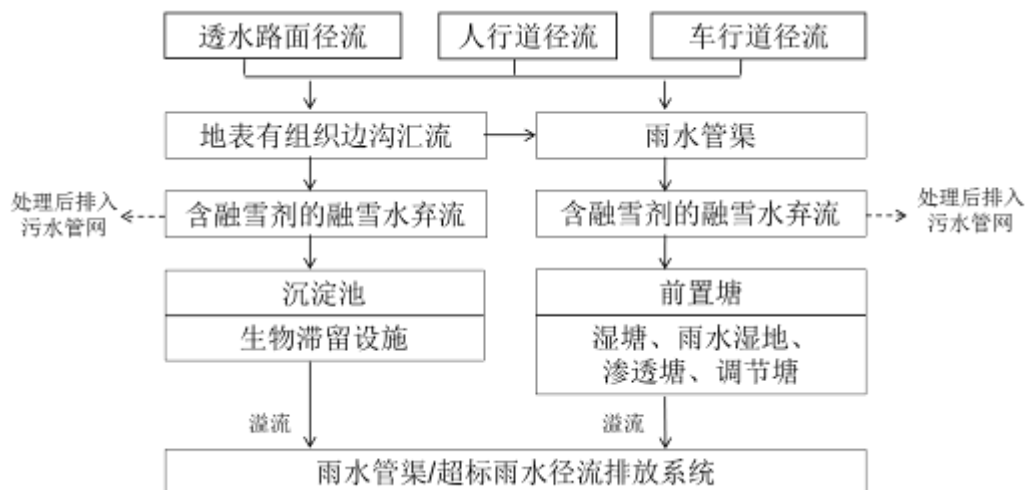 透水路面径流
人行道径流
车行道径流
地表有组织边沟汇流
雨水管渠
处理后排入
污水管网
含融雪剂的融雪水弃流
含融雪剂的融雪水弃流
处理后排入
污水管网
沉淀池
前置塘
生物滞留设施
湿塘、雨水湿地、
渗透塘、调节塘
溢流
溢流
雨水管渠/超标雨水径流排放系统